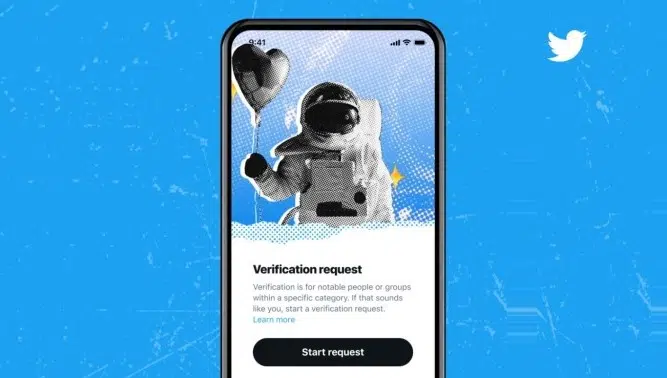 9:41
Verification request
Verification is for notable people or groups
within a specific category. If that sounds
like you, start a verification request.
Learn more
Start request